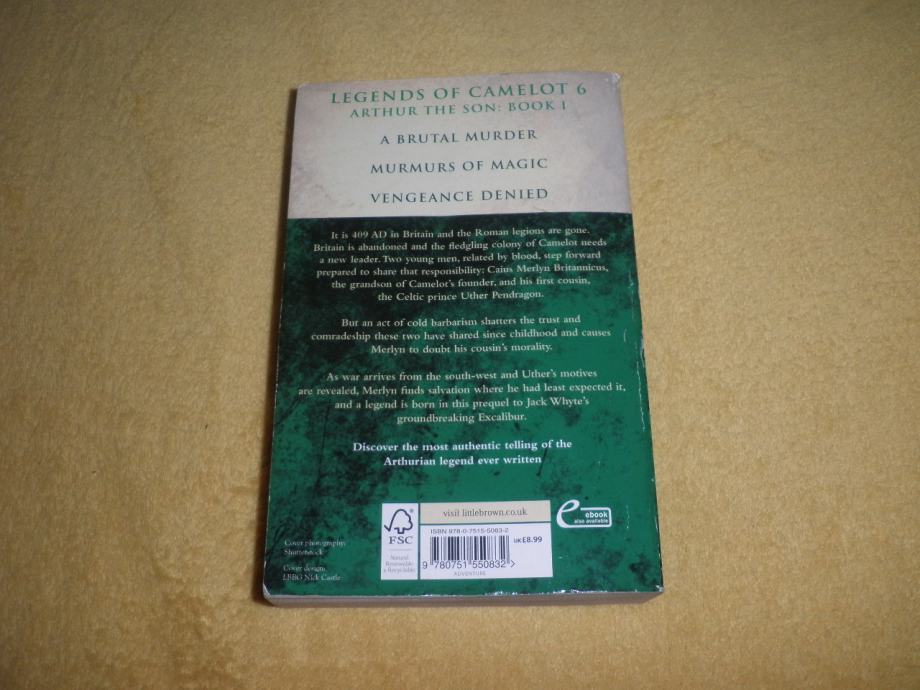 LEGENDS OF CAMELOT 6
ARTHUR THE SON: BOOK I
A BRUTAL MURDER
MURMURS OF MAGIC
VENGEANCE DENIED
It is 409 AD in Britain and the Roman legions are gone.
Britain is abandoned and the fledgling colony of Camelot needs
a new leader. Two young men, related by blood, step forward
prepared to share that responsibility: Caius Merlyn Britannicus,
the grandson of Camelot's founder, and his first cousin,
the Celtic prince Uther Pendragon.
But an act of cold barbarism shatters the trust and
comradeship these two have shared since childhood and causes
Merlyn to doubt his cousin's morality.
As war arrives from the south-west and Uther's motives
are revealed, Merlyn finds salvation where he had least expected it,
and a legend is born in this prequel to Jack Whyte's
groundbreaking Excalibur.
Discover the most authentic telling of the
Arthurian legend ever written
visit littlebrown.co.uk
ISBN 978-0-7515-5083-2
UK £8.99
9 780751 550832 >
ADVENTURE
FSC
Natural
Renewable
& Recyclable
ebook
also available
Cover photography:
Shutterstock
Cover design:
LBBG Nick Castle